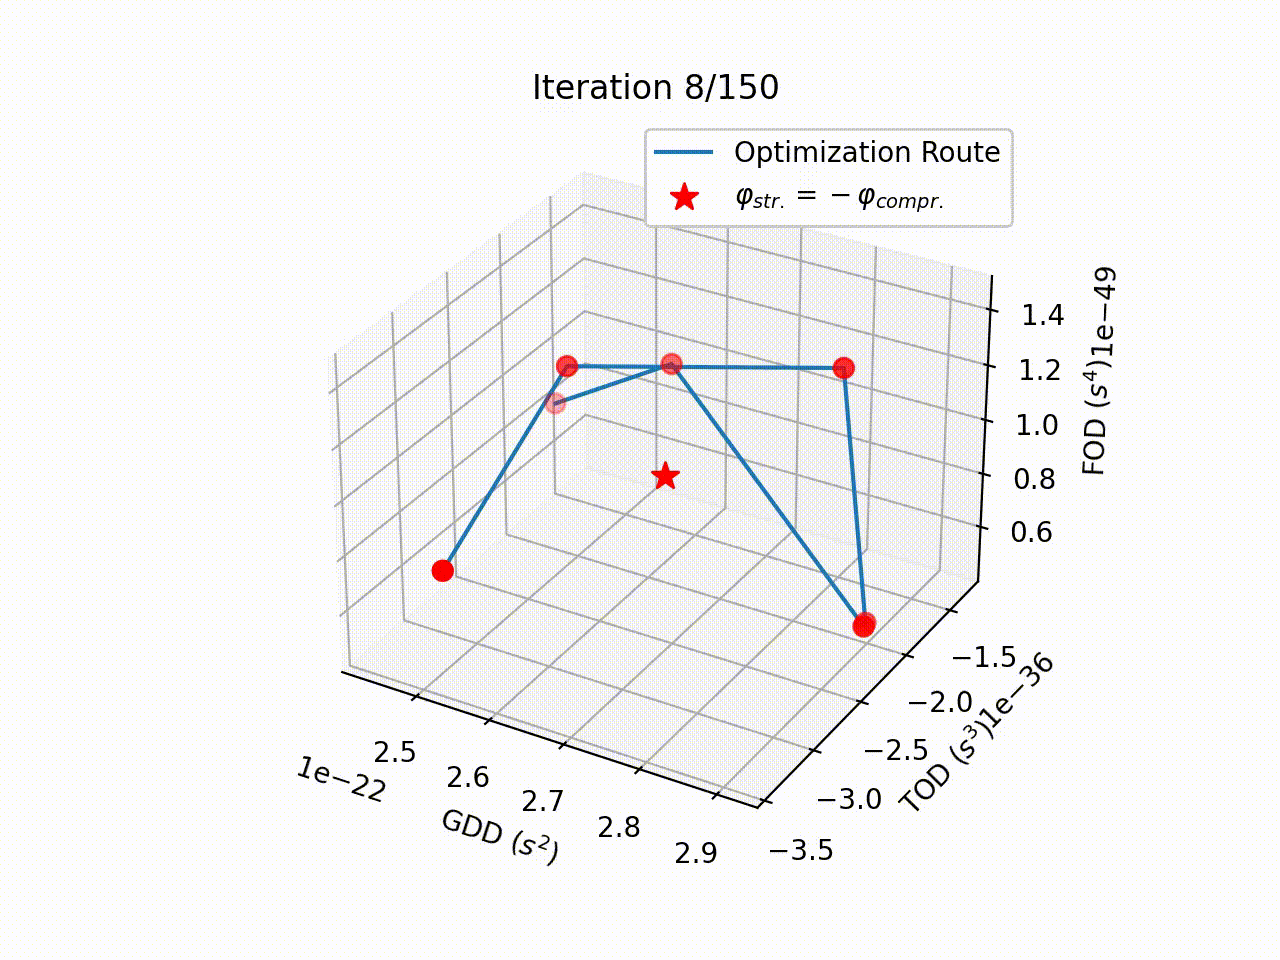 Iteration 8/150
Optimization Route
φstr. = −φcompr.
1.4
1.2
1.0
0.8
0.6
FOD (s⁴)1e−49
−1.5
−2.0
−2.5
−3.0
−3.5
TOD (s³)1e−36
2.5
2.6
2.7
2.8
2.9
1e−22
GDD (s²)